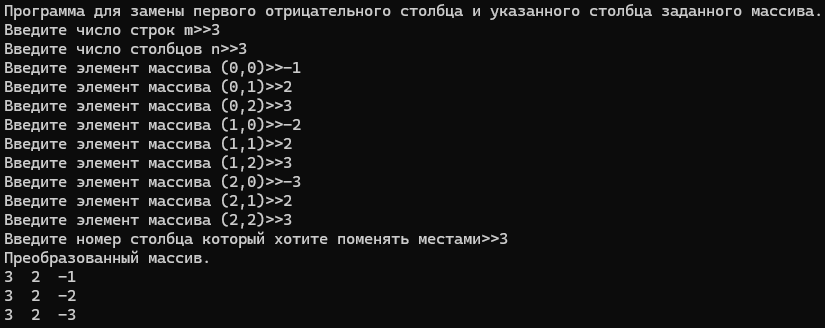 Программа для замены первого отрицательного столбца и указанного столбца заданного массива.
Введите число строк m>>3
Введите число столбцов n>>3
Введите элемент массива (0,0)>>-1
Введите элемент массива (0,1)>>2
Введите элемент массива (0,2)>>3
Введите элемент массива (1,0)>>-2
Введите элемент массива (1,1)>>2
Введите элемент массива (1,2)>>3
Введите элемент массива (2,0)>>-3
Введите элемент массива (2,1)>>2
Введите элемент массива (2,2)>>3
Введите номер столбца который хотите поменять местами>>3
Преобразованный массив.
3  2  -1
3  2  -2
3  2  -3